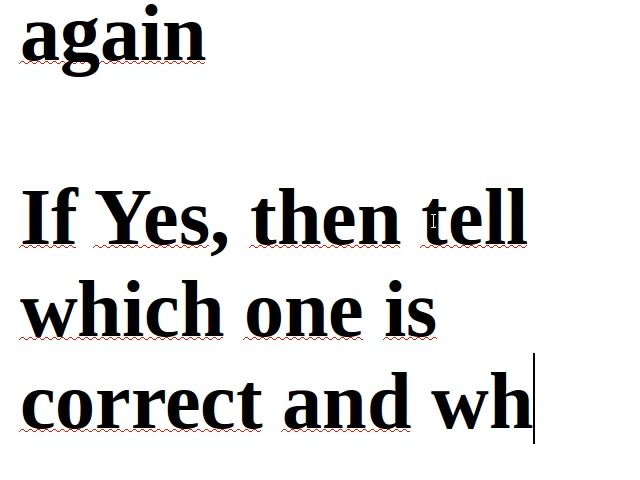 again
If Yes, then tell
which one is
correct and wh